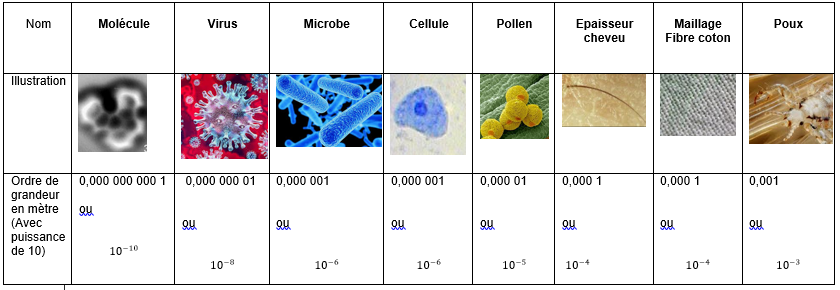 Nom
Molécule
Virus
Microbe
Cellule
Pollen
Epaisseur
cheveu
Maillage
Fibre coton
Poux
Illustration
Ordre de
grandeur
en mètre
(Avec
puissance
de 10)
0,000 000 000 1
ou
10⁻¹⁰
0,000 000 01
ou
10⁻⁸
0,000 001
ou
10⁻⁶
0,000 001
ou
10⁻⁶
0,000 01
ou
10⁻⁵
0,000 1
ou
10⁻⁴
0,000 1
ou
10⁻⁴
0,001
ou
10⁻³